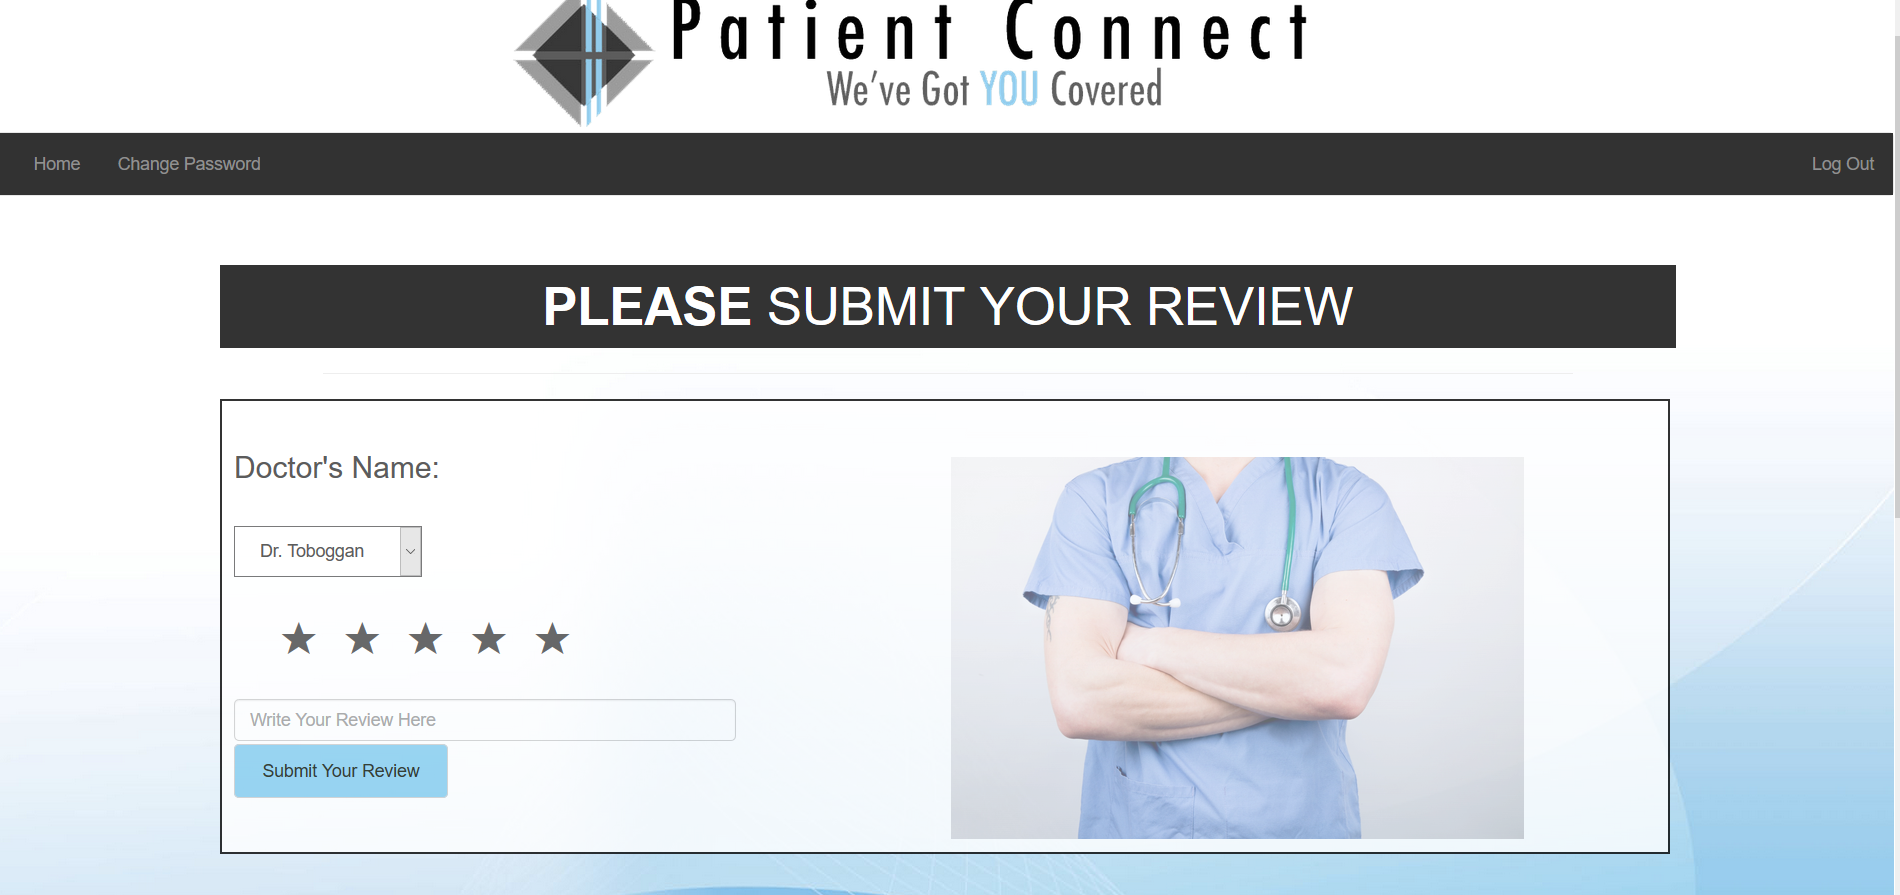 Patient Connect
We've Got YOU Covered
Home Change Password Log Out
PLEASE SUBMIT YOUR REVIEW
Doctor's Name:
Dr. Toboggan
Write Your Review Here
Submit Your Review